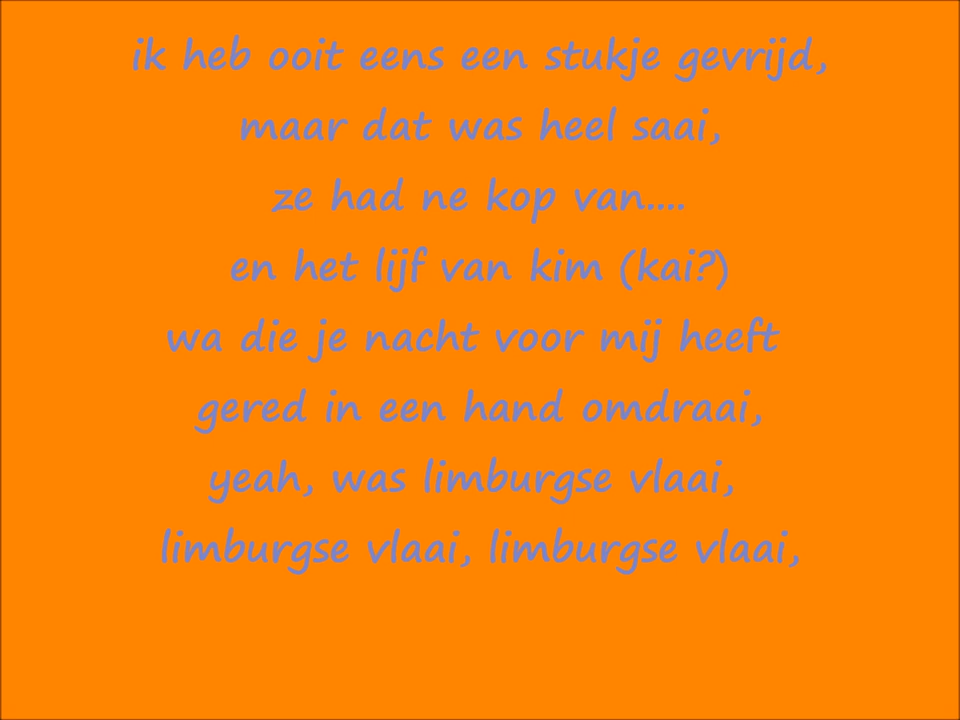 ik heb ooit eens een stukje gevrijd,
maar dat was heel saai,
ze had ne kop van....
en het lijf van kim (kai?)
wa die je nacht voor mij heeft
gered in een hand omdraai,
yeah, was limburgse vlaai,
limburgse vlaai, limburgse vlaai,